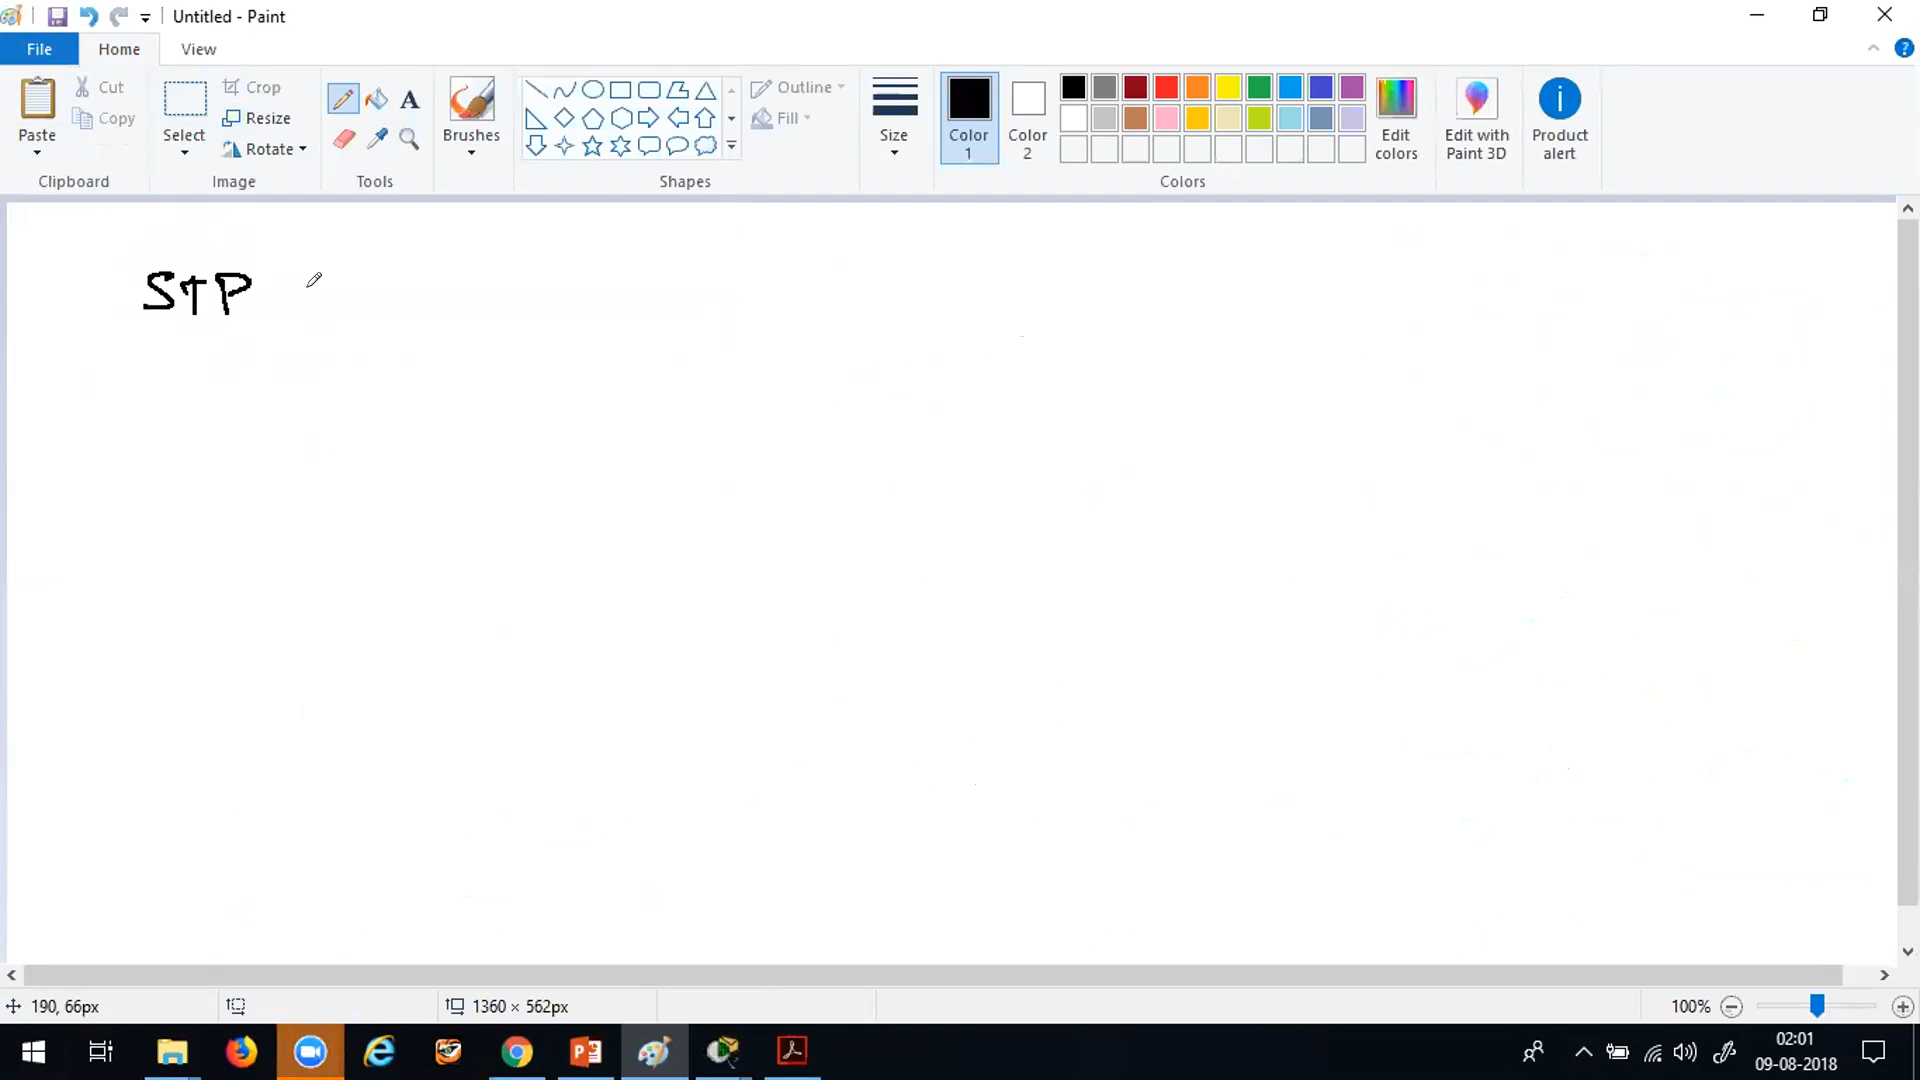 Untitled - Paint
File Home View
Paste
Cut
Copy
Clipboard
Select
Crop
Resize
Rotate
Image
A
Tools
Brushes
Shapes
Outline
Fill
Size
Color 1
Color 2
Edit colors
Colors
Edit with Paint 3D
Product alert
STP
190, 66px
1360 × 562px
100%
02:01
09-08-2018